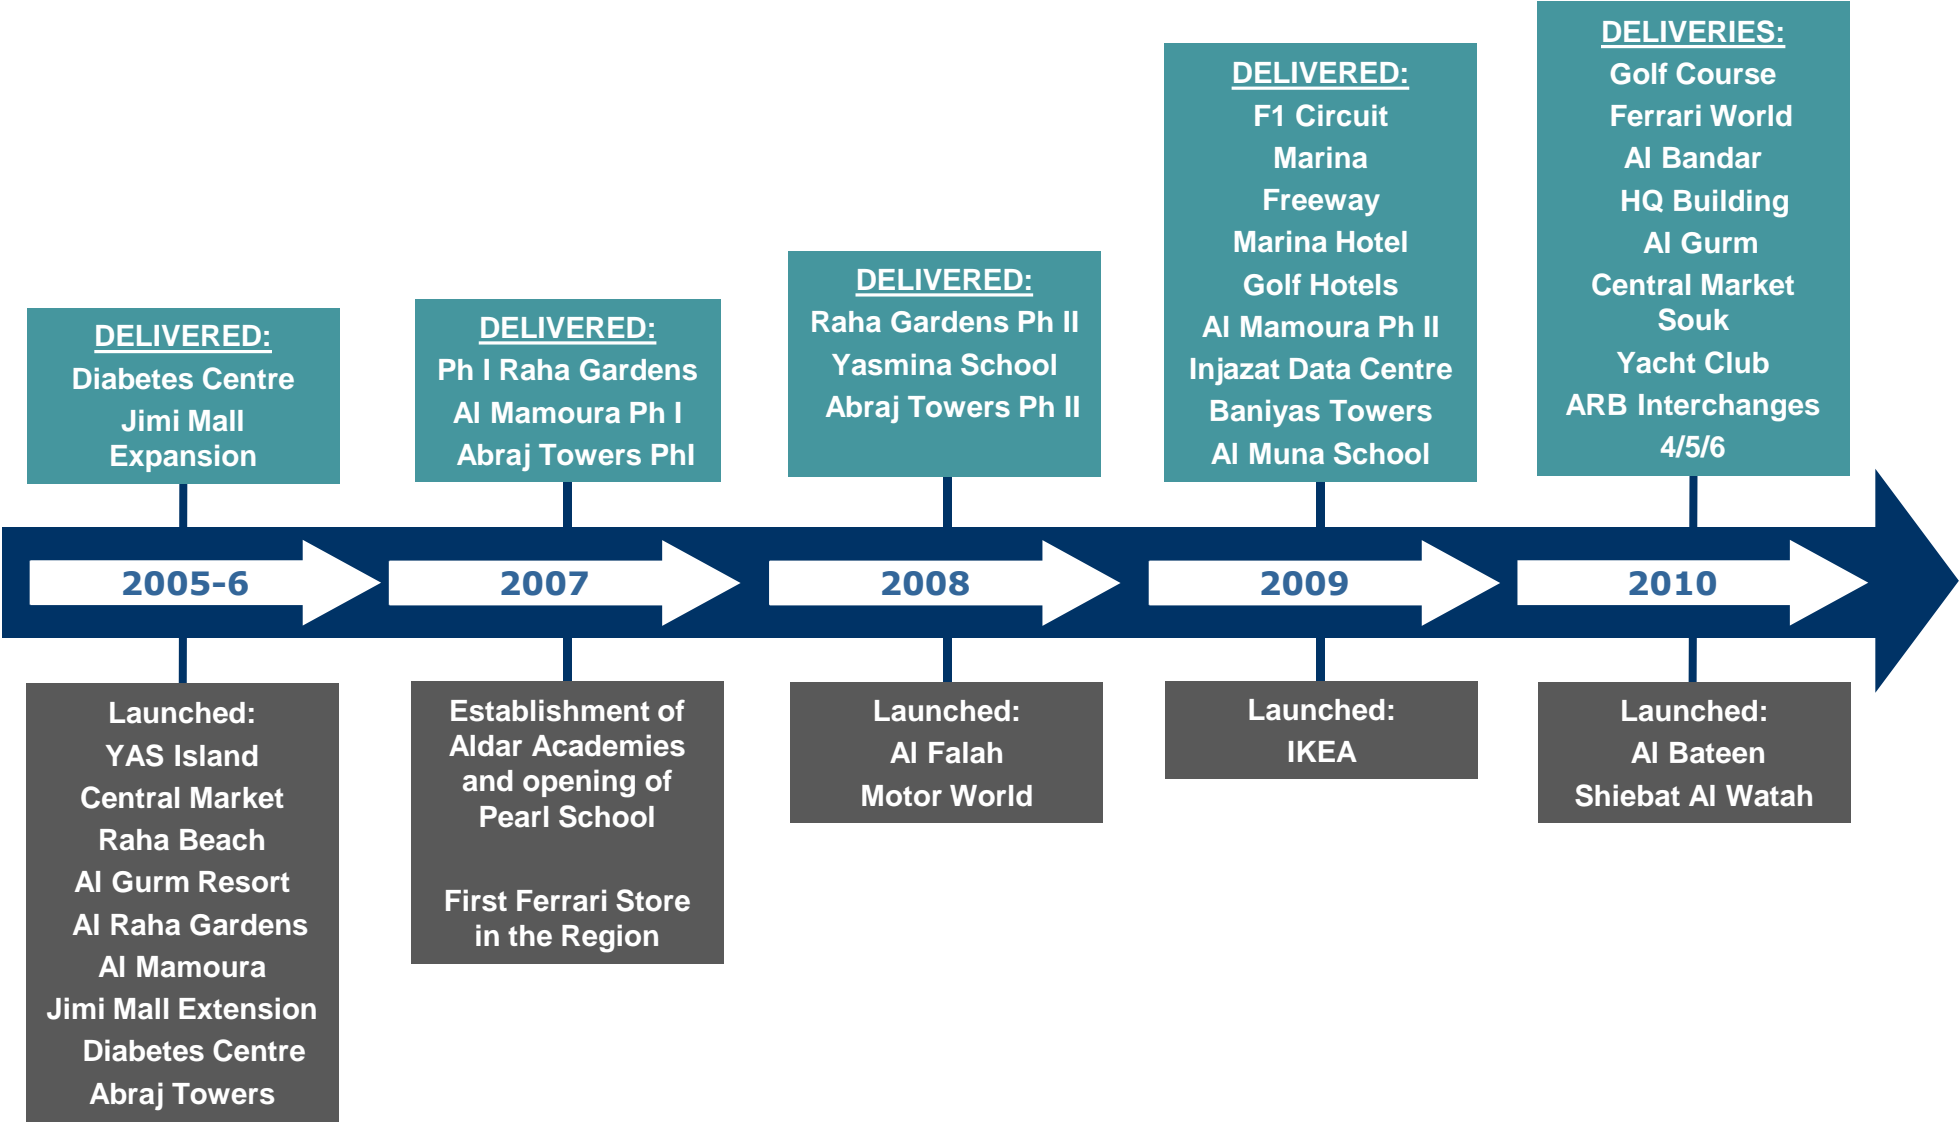 DELIVERED:
Diabetes Centre
Jimi Mall
Expansion
DELIVERED:
Ph I Raha Gardens
Al Mamoura Ph I
Abraj Towers PhI
DELIVERED:
Raha Gardens Ph II
Yasmina School
Abraj Towers Ph II
DELIVERED:
F1 Circuit
Marina
Freeway
Marina Hotel
Golf Hotels
Al Mamoura Ph II
Injazat Data Centre
Baniyas Towers
Al Muna School
DELIVERIES:
Golf Course
Ferrari World
Al Bandar
HQ Building
Al Gurm
Central Market
Souk
Yacht Club
ARB Interchanges
4/5/6
2005-6
2007
2008
2009
2010
Launched:
YAS Island
Central Market
Raha Beach
Al Gurm Resort
Al Raha Gardens
Al Mamoura
Jimi Mall Extension
Diabetes Centre
Abraj Towers
Establishment of
Aldar Academies
and opening of
Pearl School
First Ferrari Store
in the Region
Launched:
Al Falah
Motor World
Launched:
IKEA
Launched:
Al Bateen
Shiebat Al Watah